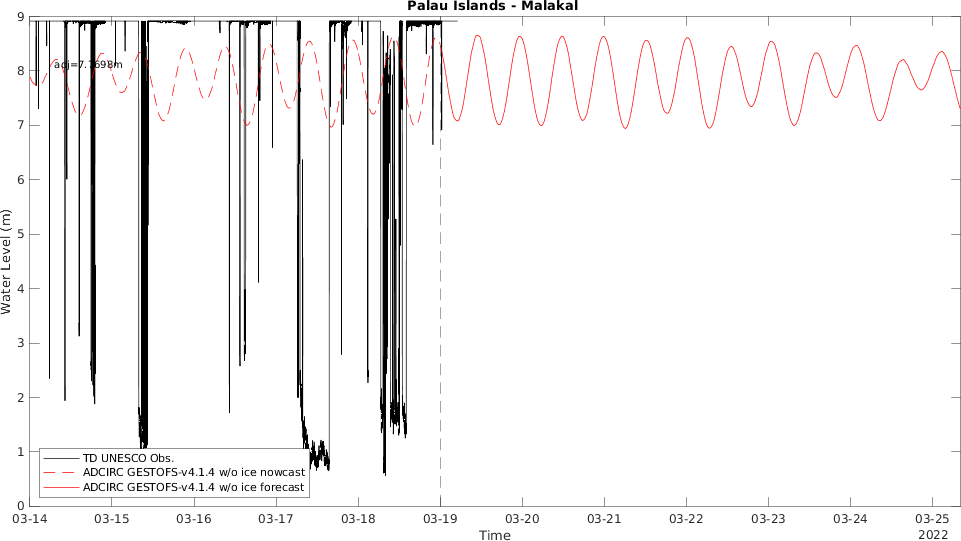 Palau Islands - Malakal
9
8
7
6
5
4
3
2
1
0
Water Level (m)
adj=7.7698m
TD UNESCO Obs.
ADCIRC GESTOFS-v4.1.4 w/o ice nowcast
ADCIRC GESTOFS-v4.1.4 w/o ice forecast
03-14 03-15 03-16 03-17 03-18 03-19 03-20 03-21 03-22 03-23 03-24 03-25
Time
2022